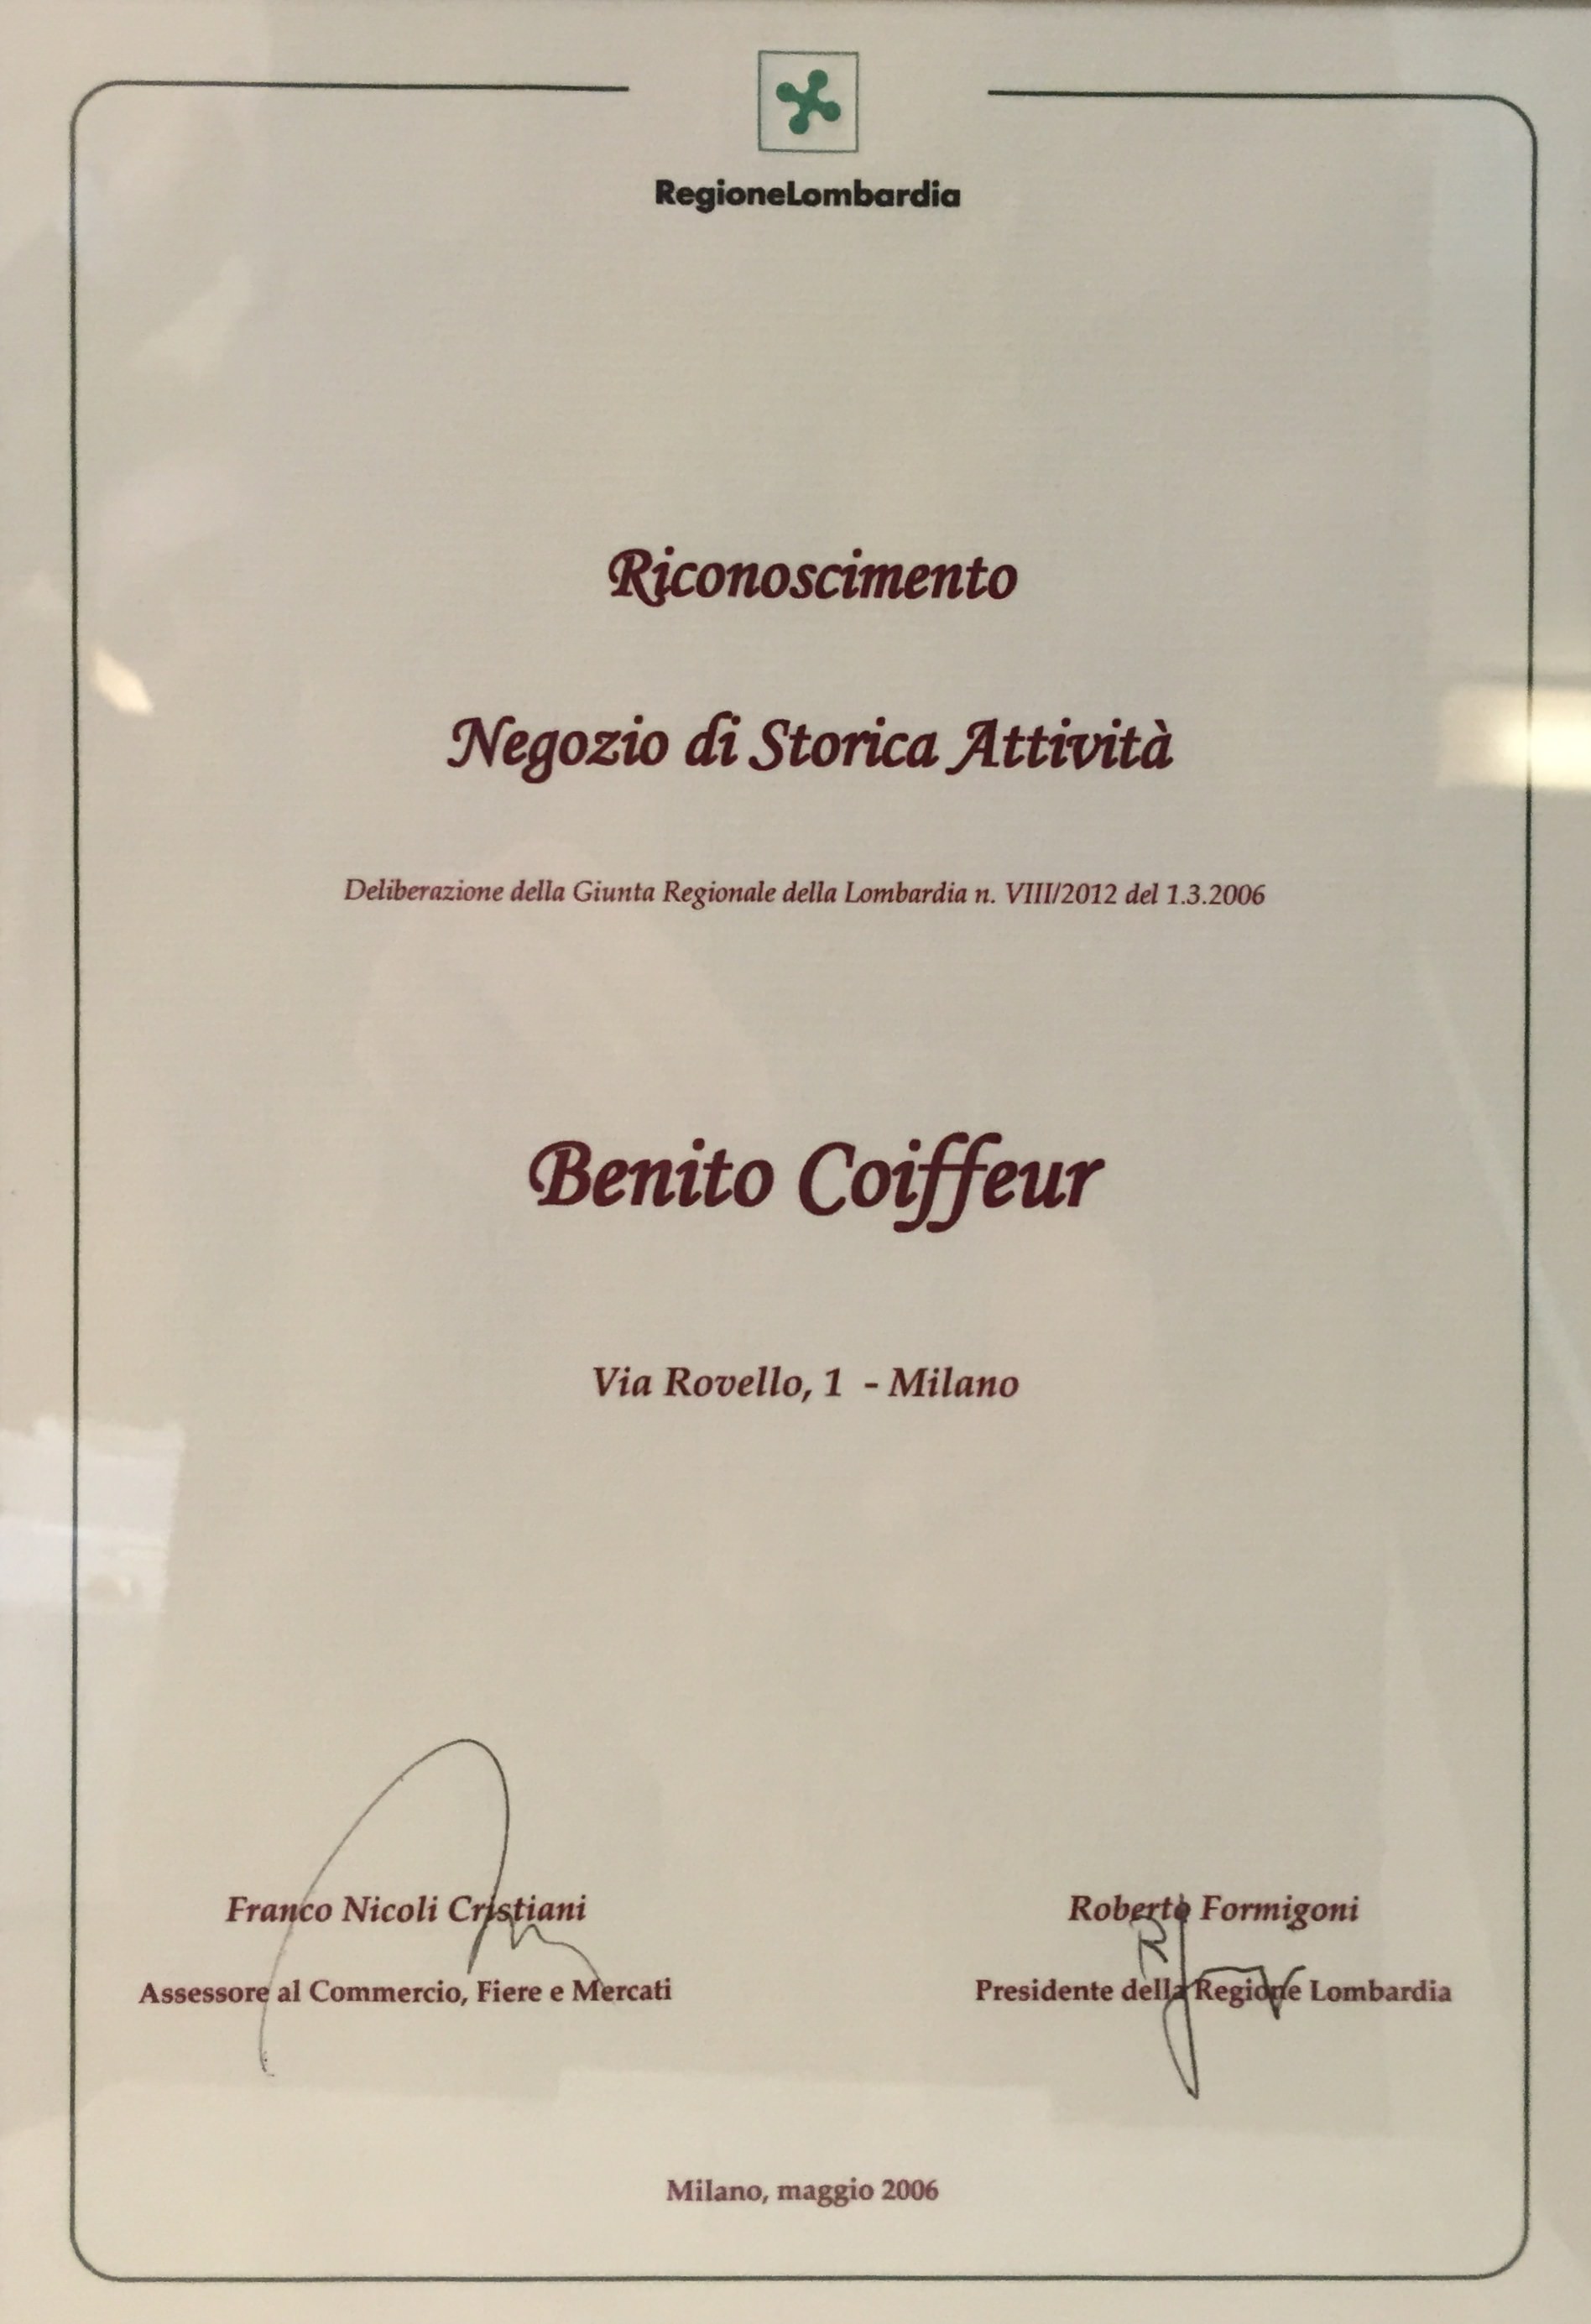 RegioneLombardia
Riconoscimento
Negozio di Storica Attività
Deliberazione della Giunta Regionale della Lombardia n. VIII/2012 del 1.3.2006
Benito Coiffeur
Via Rovello, 1 - Milano
Franco Nicoli Cristiani
Assessore al Commercio, Fiere e Mercati
Roberto Formigoni
Presidente della Regione Lombardia
Milano, maggio 2006